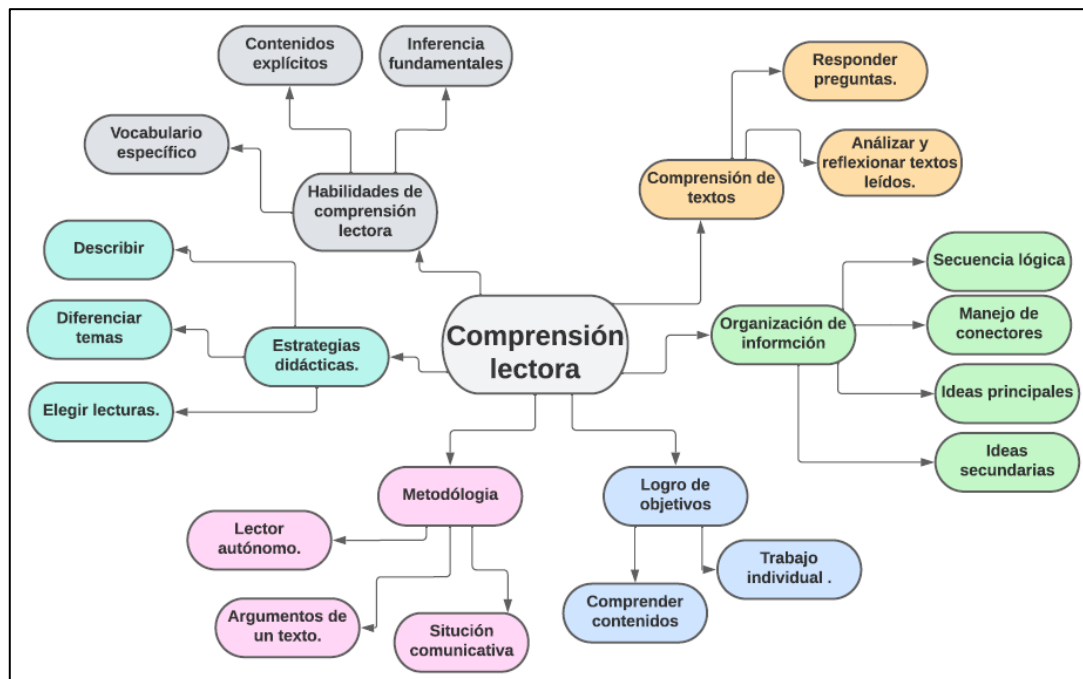 Comprensión
lectora
Habilidades de
comprensión
lectora
Contenidos
explícitos
Inferencia
fundamentales
Vocabulario
específico
Comprensión de
textos
Responder
preguntas.
Análizar y
reflexionar textos
leídos.
Organización de
informción
Secuencia lógica
Manejo de
conectores
Ideas principales
Ideas
secundarias
Estrategias
didácticas.
Describir
Diferenciar
temas
Elegir lecturas.
Metodólogia
Lector
autónomo.
Argumentos de
un texto.
Situción
comunicativa
Logro de
objetivos
Comprender
contenidos
Trabajo
individual .